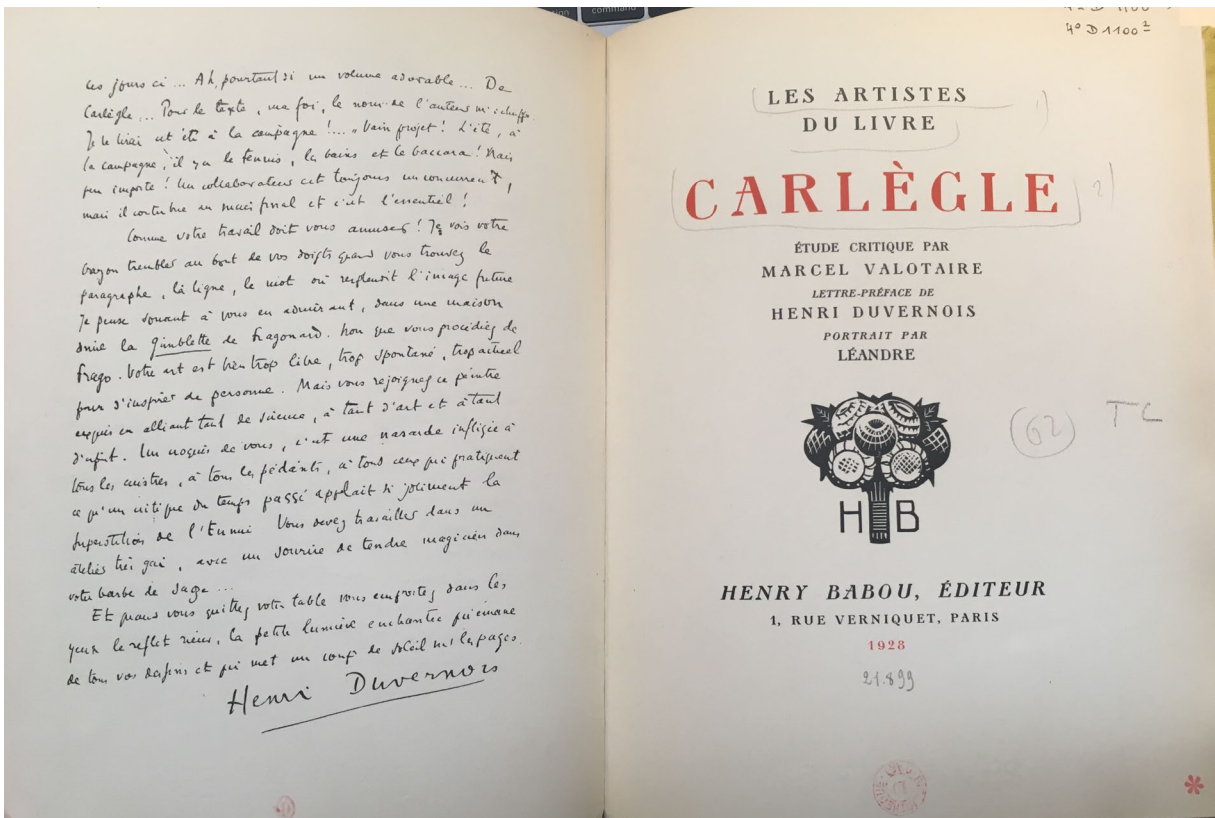 ces jours ci ... Ah, pourtant si un volume adorable ... De
Carlègle ... Pour le texte, ma foi, le nom de l'auteur m'échappe.
Je le lirai cet été à la campagne !... Vain projet ! L'été, à
la campagne, il y a le tennis, les bains et le baccara ! Mais
peu importe ! Un collaborateur est toujours un concurrent,
mais il contribue au succès final et c'est l'essentiel !
Comme votre travail doit vous amuser ! Je vois votre
crayon trembler au bout de vos doigts quand vous trouvez le
paragraphe, la ligne, le mot où resplendit l'image future
Je pense souvent à vous en admirant, dans une maison
amie la Gimblette de Fragonard. Non que vous procédiez de
Frago. Votre art est bien trop libre, trop spontané, trop actuel
pour s'inspirer de personne. Mais vous rejoignez ce peintre
exquis en alliant tant de science, à tant d'art et à tant
d'esprit. Un croquis de vous, c'est une nasarde infligée à
tous les cuistres, à tous les pédants, à tous ceux qui pratiquent
ce qu'un critique du temps passé appelait si joliment la
Superstition de l'Ennui Vous devez travailler dans un
atelier très gai, avec un sourire de tendre magicien dans
votre barbe de sage ...
Et quand vous quittez votre table vous emportez dans les
yeux le reflet rieur, la petite lumière enchantée qui émane
de tous vos dessins et qui met un coup de soleil sur les pages.
Henri Duvernois
4° D 1100 2
LES ARTISTES 1)
DU LIVRE
CARLÈGLE 2)
ÉTUDE CRITIQUE PAR
MARCEL VALOTAIRE
LETTRE-PRÉFACE DE
HENRI DUVERNOIS
PORTRAIT PAR
LÉANDRE
(62) TC
H B
HENRY BABOU, ÉDITEUR
1, RUE VERNIQUET, PARIS
1928
21.899
command